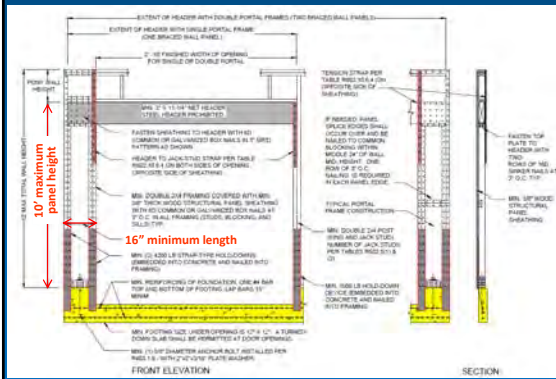 EXTENT OF HEADER WITH DOUBLE PORTAL FRAMES (TWO BRACED WALL PANELS)
EXTENT OF HEADER WITH SINGLE PORTAL FRAME
(ONE BRACED WALL PANEL)
2'-18' FINISHED WIDTH OF OPENING
FOR SINGLE OR DOUBLE PORTAL
PONY WALL
HEIGHT
MIN. 3" X 11-1/4" NET HEADER
STEEL HEADER PROHIBITED
FASTEN SHEATHING TO HEADER WITH 8D
COMMON OR GALVANIZED BOX NAILS IN 3" GRID
PATTERN AS SHOWN
HEADER TO JACK-STUD STRAP PER TABLE
R602.10.6.4 ON BOTH SIDES OF OPENING
OPPOSITE SIDE OF SHEATHING
12' MAX TOTAL WALL HEIGHT
10' maximum
panel height
MIN. DOUBLE 2X4 FRAMING COVERED WITH MIN.
3/8" THICK WOOD STRUCTURAL PANEL SHEATHING
WITH 8D COMMON OR GALVANIZED BOX NAILS AT
3" O.C. IN ALL FRAMING (STUDS, BLOCKING, AND
SILLS) TYP.
16" minimum length
MIN. (2) 4200 LB STRAP-TYPE HOLD-DOWNS
(EMBEDDED INTO CONCRETE AND NAILED INTO
FRAMING)
MIN. REINFORCING OF FOUNDATION, ONE #4 BAR
TOP AND BOTTOM OF FOOTING. LAP BARS 15"
MINIMUM
MIN. FOOTING SIZE UNDER OPENING IS 12" X 12". A TURNED-
DOWN SLAB SHALL BE PERMITTED AT DOOR OPENINGS.
MIN. (1) 5/8" DIAMETER ANCHOR BOLT INSTALLED PER
R403.1.6 - WITH 2"X2"X3/16" PLATE WASHER
FRONT ELEVATION
TENSION STRAP PER
TABLE R602.10.6.4 (ON
OPPOSITE SIDE OF
SHEATHING)
IF NEEDED, PANEL
SPLICE EDGES SHALL
OCCUR OVER AND BE
NAILED TO COMMON
BLOCKING WITHIN
MIDDLE 24" OF WALL
MID-HEIGHT. ONE
ROW OF 3" O.C.
NAILING IS REQUIRED
IN EACH PANEL EDGE.
TYPICAL PORTAL
FRAME CONSTRUCTION
MIN. DOUBLE 2X4 POST
(KING AND JACK STUD).
NUMBER OF JACK STUDS
PER TABLES R502.5(1) &
(2)
MIN. 1000 LB HOLD-DOWN
DEVICE (EMBEDDED INTO
CONCRETE AND NAILED
INTO FRAMING)
FASTEN TOP
PLATE TO
HEADER WITH
TWO
ROWS OF 16D
SINKER NAILS AT
3" O.C. TYP
MIN. 3/8" WOOD
STRUCTURAL
PANEL
SHEATHING
SECTION